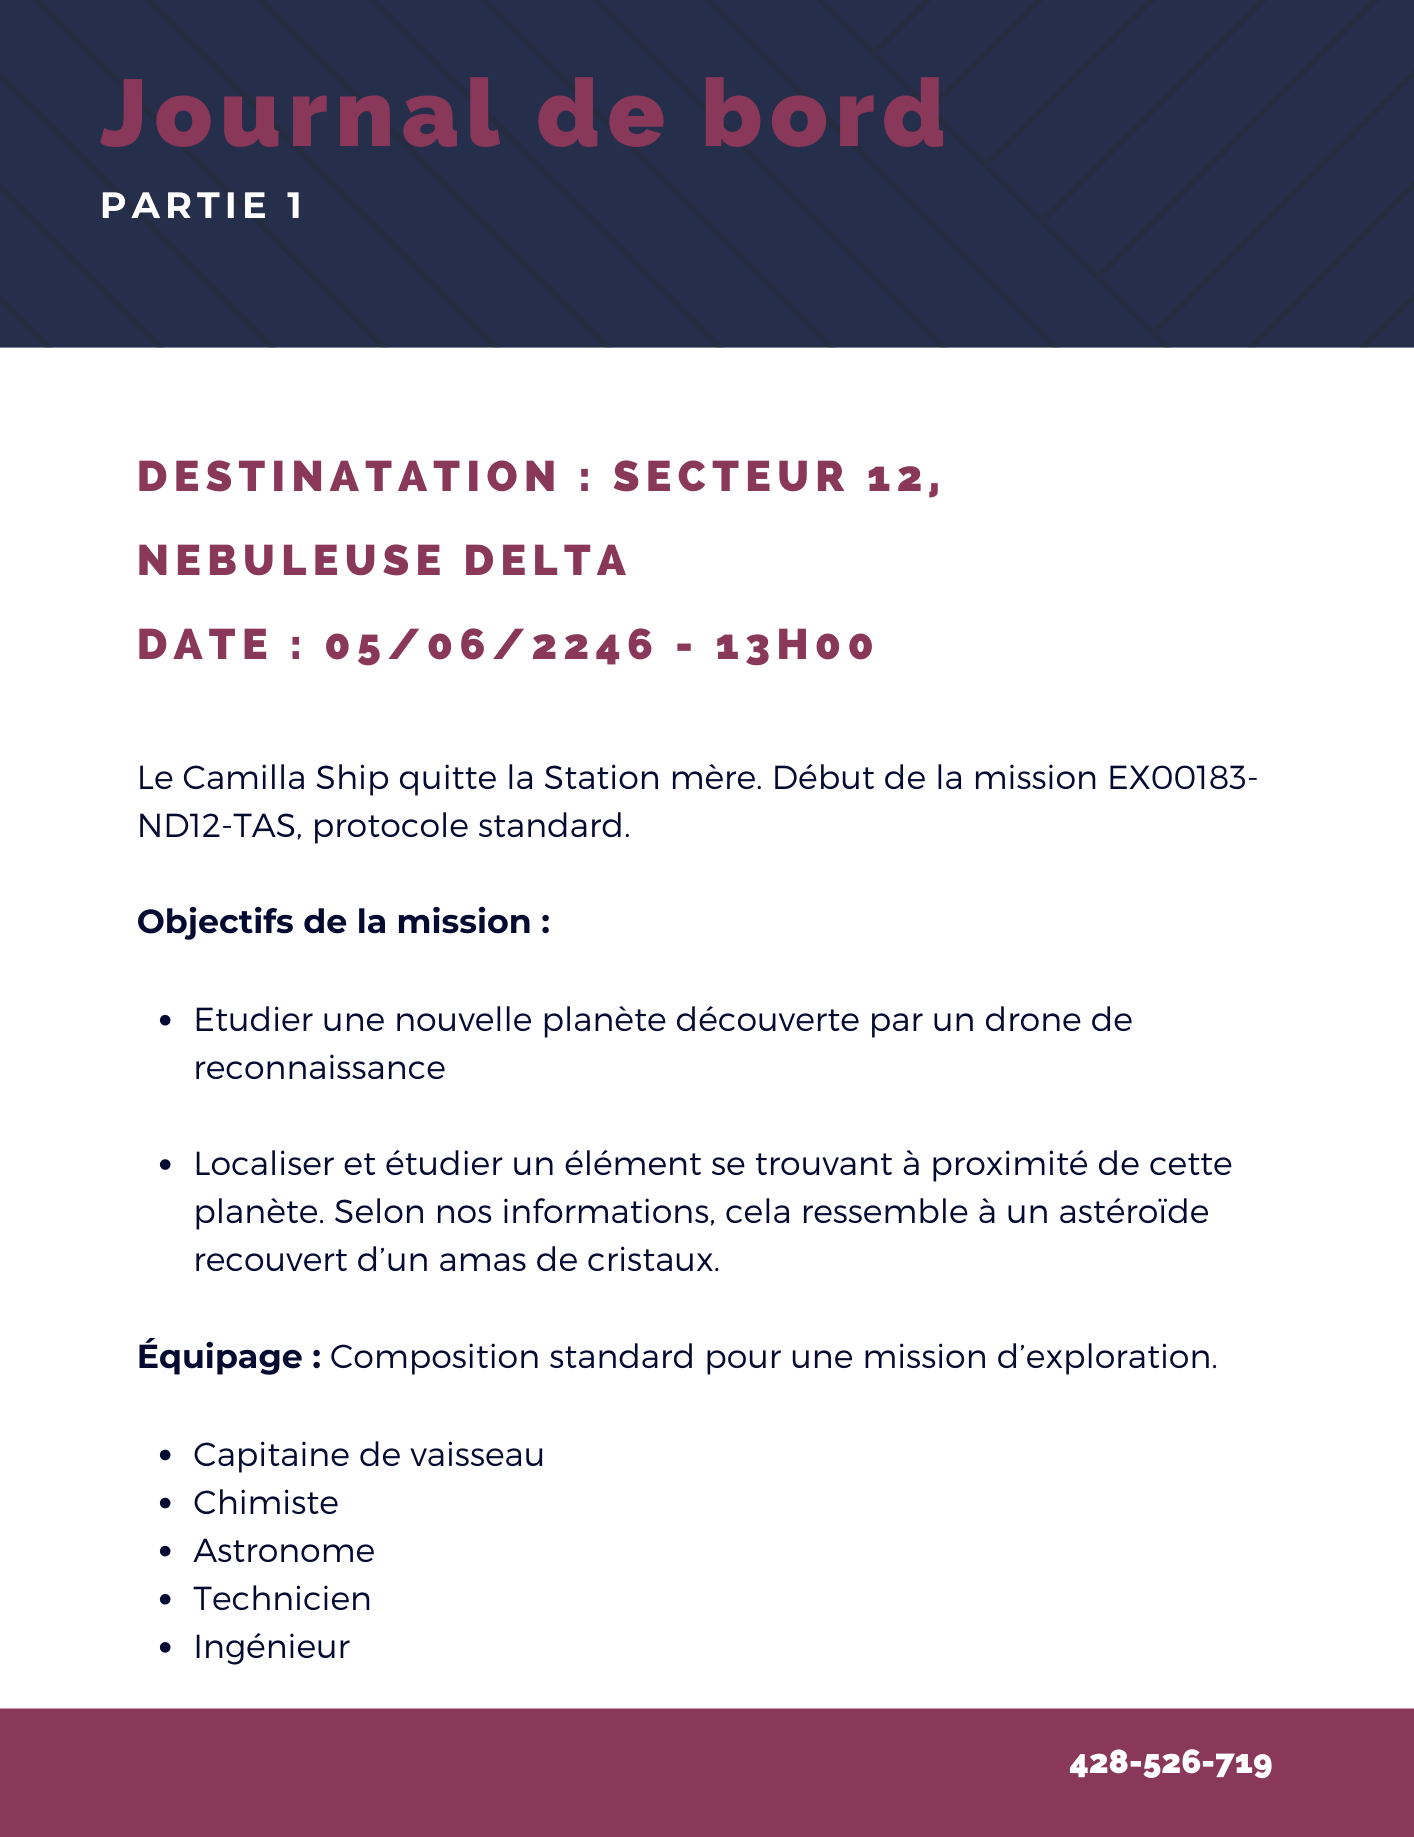 Journal de bord
PARTIE 1
DESTINATATION : SECTEUR 12,
NEBULEUSE DELTA
DATE : 05/06/2246 - 13H00
Le Camilla Ship quitte la Station mère. Début de la mission EX00183-
ND12-TAS, protocole standard.
Objectifs de la mission :
• Etudier une nouvelle planète découverte par un drone de
reconnaissance
• Localiser et étudier un élément se trouvant à proximité de cette
planète. Selon nos informations, cela ressemble à un astéroïde
recouvert d’un amas de cristaux.
Équipage : Composition standard pour une mission d’exploration.
• Capitaine de vaisseau
• Chimiste
• Astronome
• Technicien
• Ingénieur
428-526-719